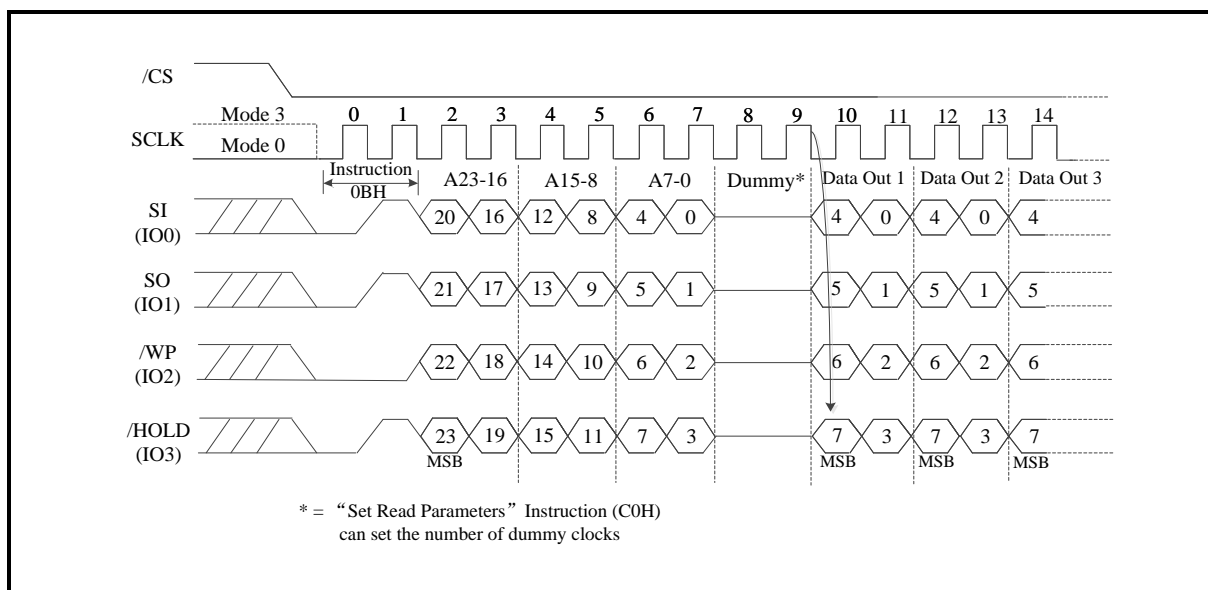 /CS
Mode 3 0 1 2 3 4 5 6 7 8 9 10 11 12 13 14
SCLK
Mode 0
Instruction
0BH
A23-16 A15-8 A7-0 Dummy* Data Out 1 Data Out 2 Data Out 3
SI
(IO0)
20 16 12 8 4 0 4 0 4 0 4
SO
(IO1)
21 17 13 9 5 1 5 1 5 1 5
/WP
(IO2)
22 18 14 10 6 2 6 2 6 2 6
/HOLD
(IO3)
23 19 15 11 7 3 7 3 7 3 7
MSB MSB MSB MSB
* = “Set Read Parameters” Instruction (C0H)
can set the number of dummy clocks